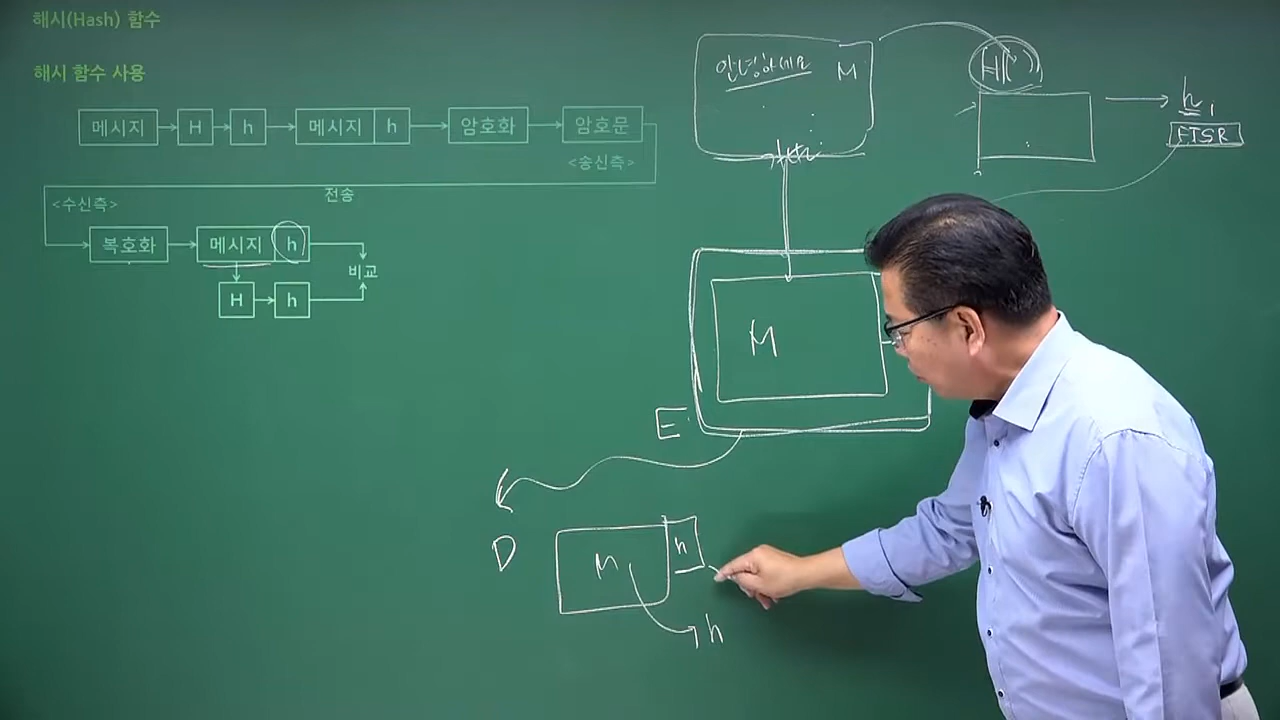 해시(Hash) 함수
해시 함수 사용
메시지 H h 메시지 h 암호화 암호문
<송신측>
전송
<수신측>
복호화 메시지 h
비교
H h
안녕하세요 M
H( )
h
FTSR
M
E
D
M h
h